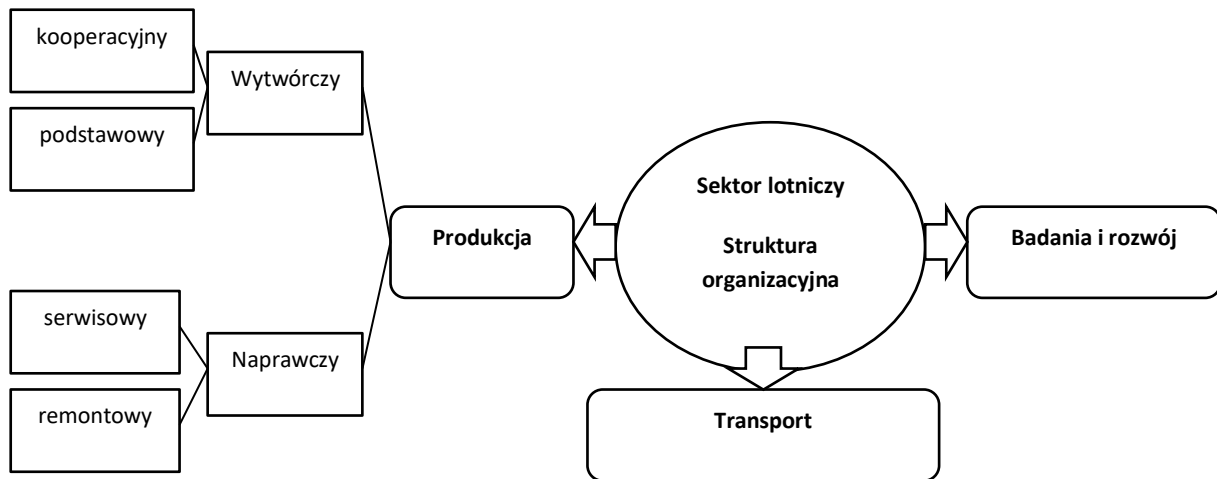 kooperacyjny
Wytwórczy
podstawowy
Sektor lotniczy
Struktura
organizacyjna
Produkcja
Badania i rozwój
serwisowy
Naprawczy
remontowy
Transport